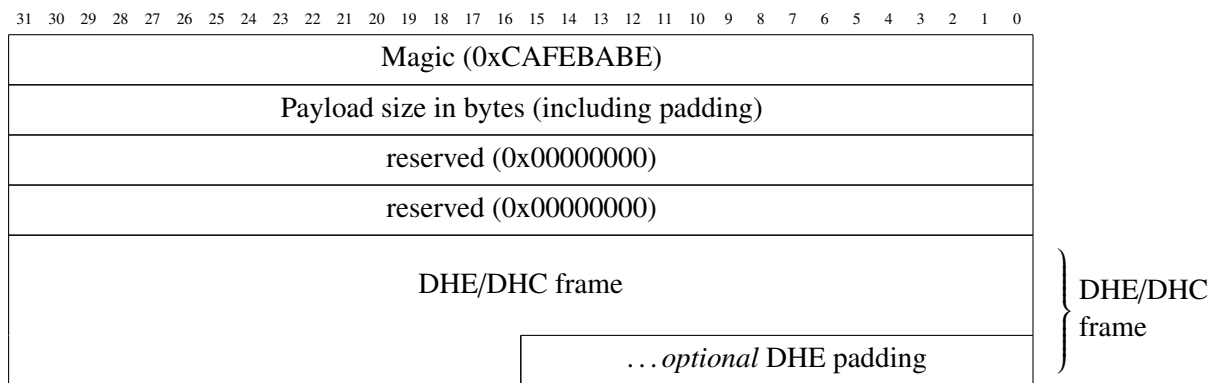 31 30 29 28 27 26 25 24 23 22 21 20 19 18 17 16 15 14 13 12 11 10 9 8 7 6 5 4 3 2 1 0
Magic (0xCAFEBABE)
Payload size in bytes (including padding)
reserved (0x00000000)
reserved (0x00000000)
DHE/DHC frame
DHE/DHC
frame
...optional DHE padding